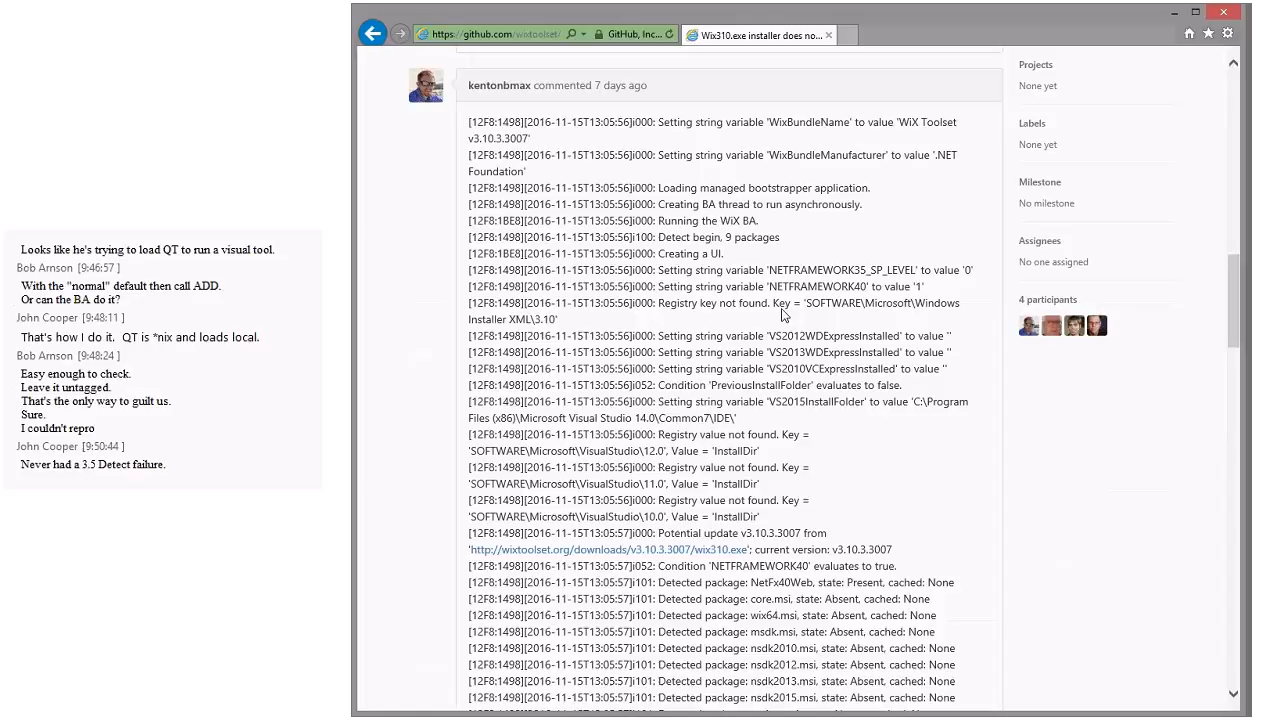 Looks like he's trying to load QT to run a visual tool.
Bob Arnson [9:46:57 ]
With the "normal" default then call ADD.
Or can the BA do it?
John Cooper [9:48:11 ]
That's how I do it.  QT is *nix and loads local.
Bob Arnson [9:48:24 ]
Easy enough to check.
Leave it untagged.
That's the only way to guilt us.
Sure.
I couldn't repro
John Cooper [9:50:44 ]
Never had a 3.5 Detect failure.
https://github.com/wixtoolset/
GitHub, Inc...
Wix310.exe installer does no...
kentonbmax commented 7 days ago
[12F8:1498][2016-11-15T13:05:56]i000: Setting string variable 'WixBundleName' to value 'WiX Toolset
v3.10.3.3007'
[12F8:1498][2016-11-15T13:05:56]i000: Setting string variable 'WixBundleManufacturer' to value '.NET
Foundation'
[12F8:1498][2016-11-15T13:05:56]i000: Loading managed bootstrapper application.
[12F8:1498][2016-11-15T13:05:56]i000: Creating BA thread to run asynchronously.
[12F8:1BE8][2016-11-15T13:05:56]i000: Running the WiX BA.
[12F8:1498][2016-11-15T13:05:56]i100: Detect begin, 9 packages
[12F8:1BE8][2016-11-15T13:05:56]i000: Creating a UI.
[12F8:1498][2016-11-15T13:05:56]i000: Setting string variable 'NETFRAMEWORK35_SP_LEVEL' to value '0'
[12F8:1498][2016-11-15T13:05:56]i000: Setting string variable 'NETFRAMEWORK40' to value '1'
[12F8:1498][2016-11-15T13:05:56]i000: Registry key not found. Key = 'SOFTWARE\Microsoft\Windows
Installer XML\3.10'
[12F8:1498][2016-11-15T13:05:56]i000: Setting string variable 'VS2012WDExpressInstalled' to value ''
[12F8:1498][2016-11-15T13:05:56]i000: Setting string variable 'VS2013WDExpressInstalled' to value ''
[12F8:1498][2016-11-15T13:05:56]i000: Setting string variable 'VS2010VCExpressInstalled' to value ''
[12F8:1498][2016-11-15T13:05:56]i052: Condition 'PreviousInstallFolder' evaluates to false.
[12F8:1498][2016-11-15T13:05:56]i000: Setting string variable 'VS2015InstallFolder' to value 'C:\Program
Files (x86)\Microsoft Visual Studio 14.0\Common7\IDE\'
[12F8:1498][2016-11-15T13:05:56]i000: Registry value not found. Key =
'SOFTWARE\Microsoft\VisualStudio\12.0', Value = 'InstallDir'
[12F8:1498][2016-11-15T13:05:56]i000: Registry value not found. Key =
'SOFTWARE\Microsoft\VisualStudio\11.0', Value = 'InstallDir'
[12F8:1498][2016-11-15T13:05:56]i000: Registry value not found. Key =
'SOFTWARE\Microsoft\VisualStudio\10.0', Value = 'InstallDir'
[12F8:1498][2016-11-15T13:05:57]i000: Potential update v3.10.3.3007 from
'http://wixtoolset.org/downloads/v3.10.3.3007/wix310.exe'; current version: v3.10.3.3007
[12F8:1498][2016-11-15T13:05:57]i052: Condition 'NETFRAMEWORK40' evaluates to true.
[12F8:1498][2016-11-15T13:05:57]i101: Detected package: NetFx40Web, state: Present, cached: None
[12F8:1498][2016-11-15T13:05:57]i101: Detected package: core.msi, state: Absent, cached: None
[12F8:1498][2016-11-15T13:05:57]i101: Detected package: wix64.msi, state: Absent, cached: None
[12F8:1498][2016-11-15T13:05:57]i101: Detected package: msdk.msi, state: Absent, cached: None
[12F8:1498][2016-11-15T13:05:57]i101: Detected package: nsdk2010.msi, state: Absent, cached: None
[12F8:1498][2016-11-15T13:05:57]i101: Detected package: nsdk2012.msi, state: Absent, cached: None
[12F8:1498][2016-11-15T13:05:57]i101: Detected package: nsdk2013.msi, state: Absent, cached: None
[12F8:1498][2016-11-15T13:05:57]i101: Detected package: nsdk2015.msi, state: Absent, cached: None
Projects
None yet
Labels
None yet
Milestone
No milestone
Assignees
No one assigned
4 participants